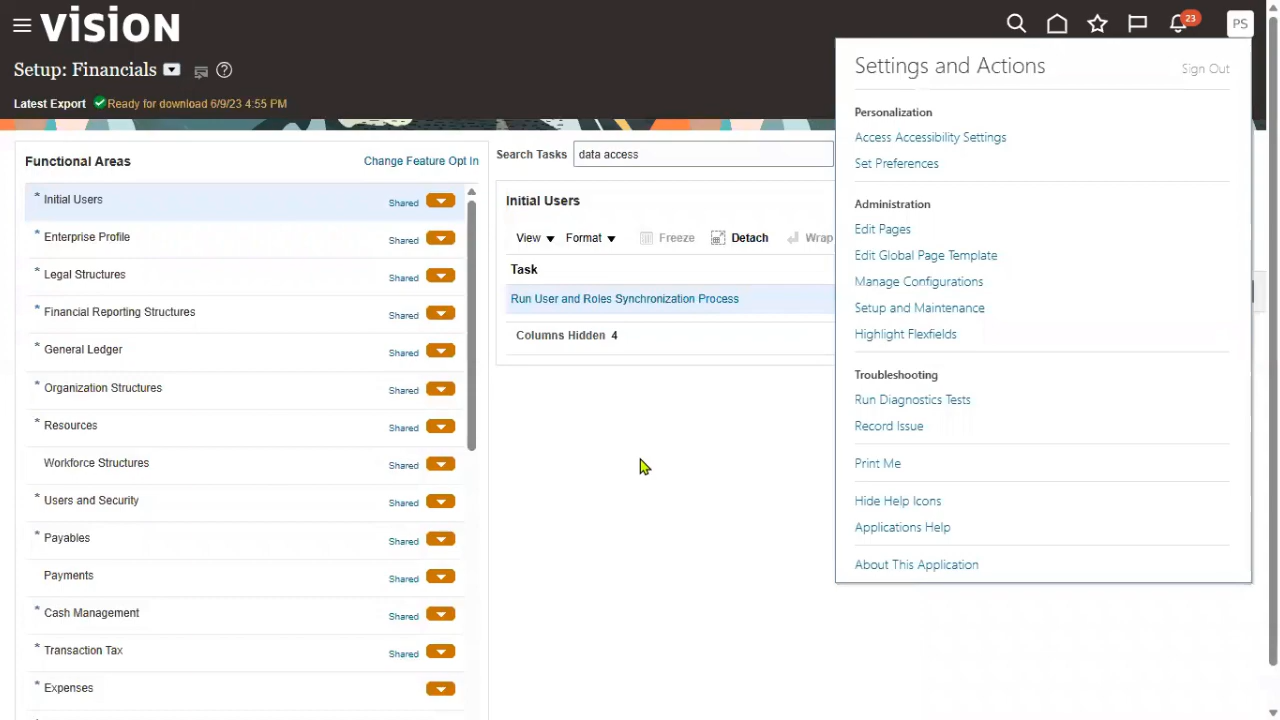 VISION
23
PS
Setup: Financials
Latest Export Ready for download 6/9/23 4:55 PM
Functional Areas
Change Feature Opt In
* Initial Users Shared
* Enterprise Profile Shared
* Legal Structures Shared
* Financial Reporting Structures Shared
* General Ledger Shared
* Organization Structures Shared
* Resources Shared
Workforce Structures Shared
* Users and Security Shared
* Payables Shared
Payments Shared
* Cash Management Shared
* Transaction Tax Shared
* Expenses
Search Tasks data access
Initial Users
View Format Freeze Detach Wrap
Task
Run User and Roles Synchronization Process
Columns Hidden 4
Settings and Actions
Sign Out
Personalization
Access Accessibility Settings
Set Preferences
Administration
Edit Pages
Edit Global Page Template
Manage Configurations
Setup and Maintenance
Highlight Flexfields
Troubleshooting
Run Diagnostics Tests
Record Issue
Print Me
Hide Help Icons
Applications Help
About This Application